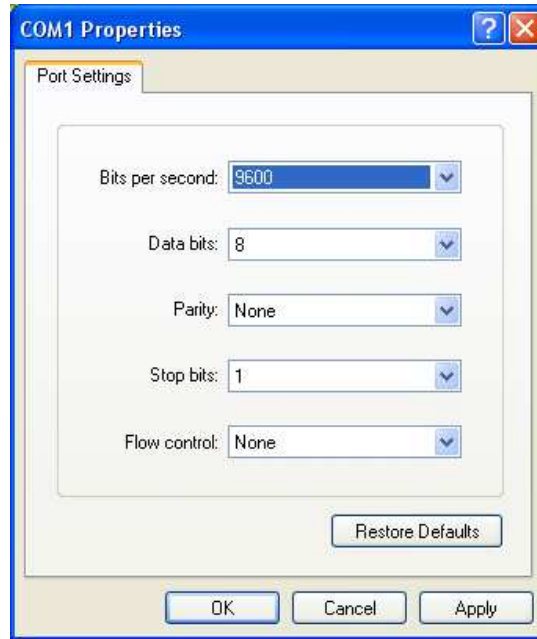 COM1 Properties
Port Settings
Bits per second: 9600
Data bits: 8
Parity: None
Stop bits: 1
Flow control: None
Restore Defaults
OK Cancel Apply